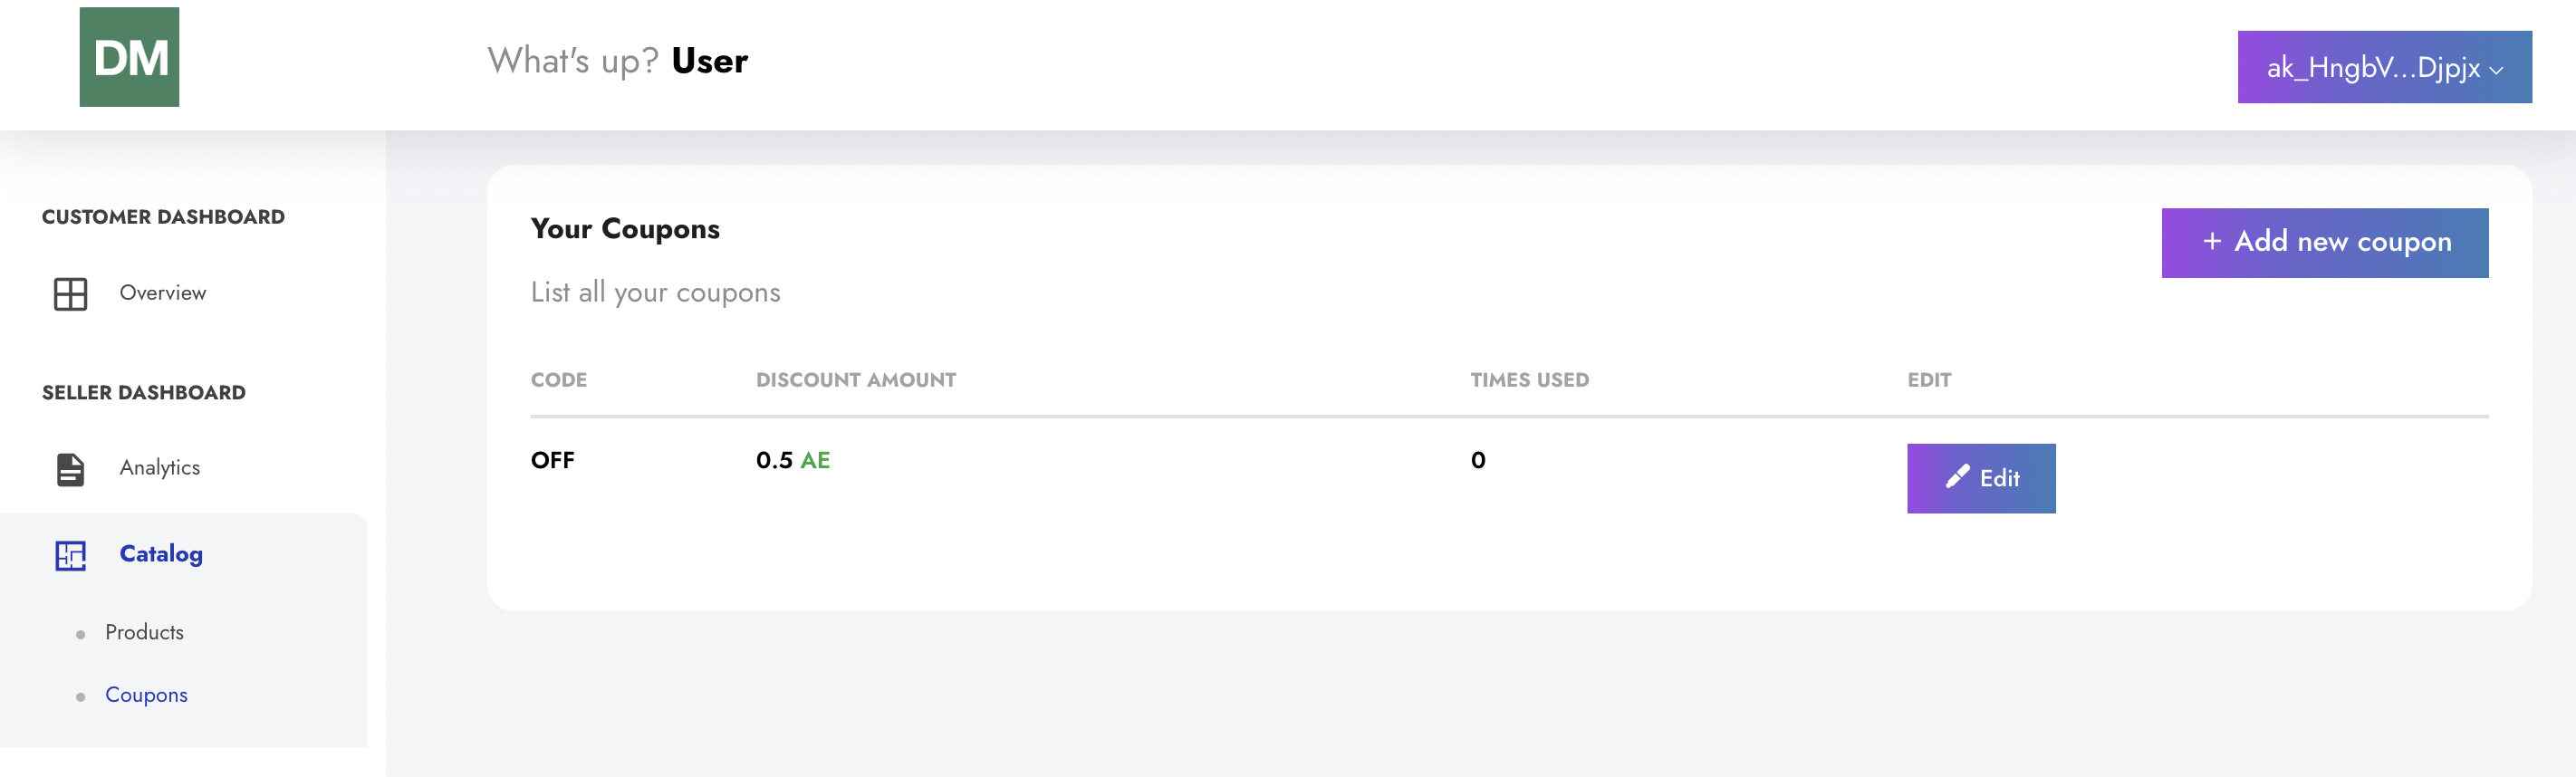 DM
What's up? User
ak_HngbV...Djpjx
CUSTOMER DASHBOARD
Overview
SELLER DASHBOARD
Analytics
Catalog
Products
Coupons
Your Coupons
+ Add new coupon
List all your coupons
CODE DISCOUNT AMOUNT TIMES USED EDIT
OFF 0.5 AE 0 Edit